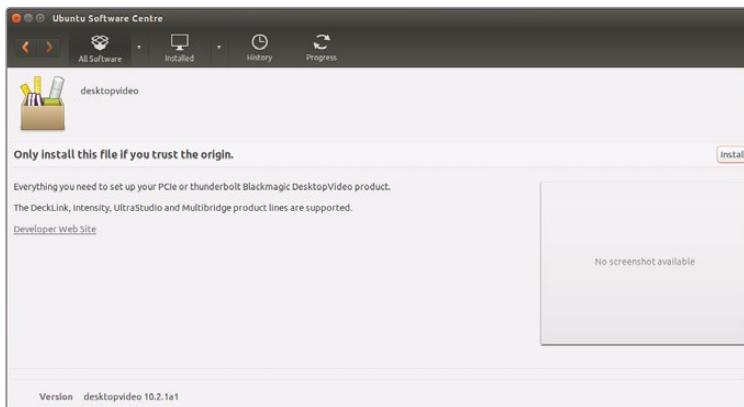 Ubuntu Software Centre
All Software
Installed
History
Progress
desktopvideo
Only install this file if you trust the origin.
Install
Everything you need to set up your PCIe or thunderbolt Blackmagic DesktopVideo product.
The DeckLink, Intensity, UltraStudio and Multibridge product lines are supported.
Developer Web Site
No screenshot available
Version desktopvideo 10.2.1a1